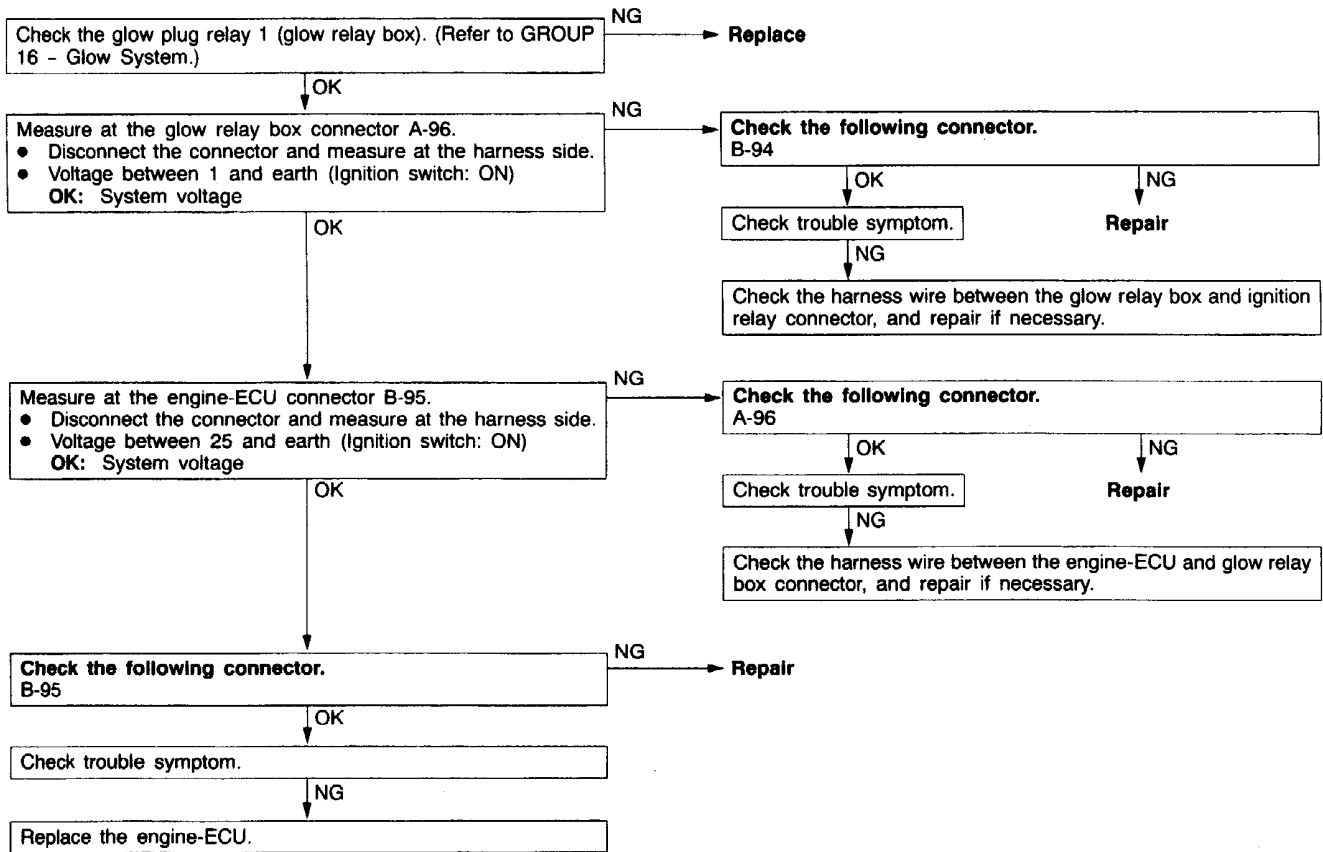 NG
Check the glow plug relay 1 (glow relay box). (Refer to GROUP
16 – Glow System.)
Replace
OK
NG
Measure at the glow relay box connector A-96.
● Disconnect the connector and measure at the harness side.
● Voltage between 1 and earth (Ignition switch: ON)
OK: System voltage
Check the following connector.
B-94
OK
NG
OK
Check trouble symptom.
Repair
NG
Check the harness wire between the glow relay box and ignition
relay connector, and repair if necessary.
NG
Measure at the engine-ECU connector B-95.
● Disconnect the connector and measure at the harness side.
● Voltage between 25 and earth (Ignition switch: ON)
OK: System voltage
Check the following connector.
A-96
OK
NG
OK
Check trouble symptom.
Repair
NG
Check the harness wire between the engine-ECU and glow relay
box connector, and repair if necessary.
NG
Check the following connector.
B-95
Repair
OK
Check trouble symptom.
NG
Replace the engine-ECU.